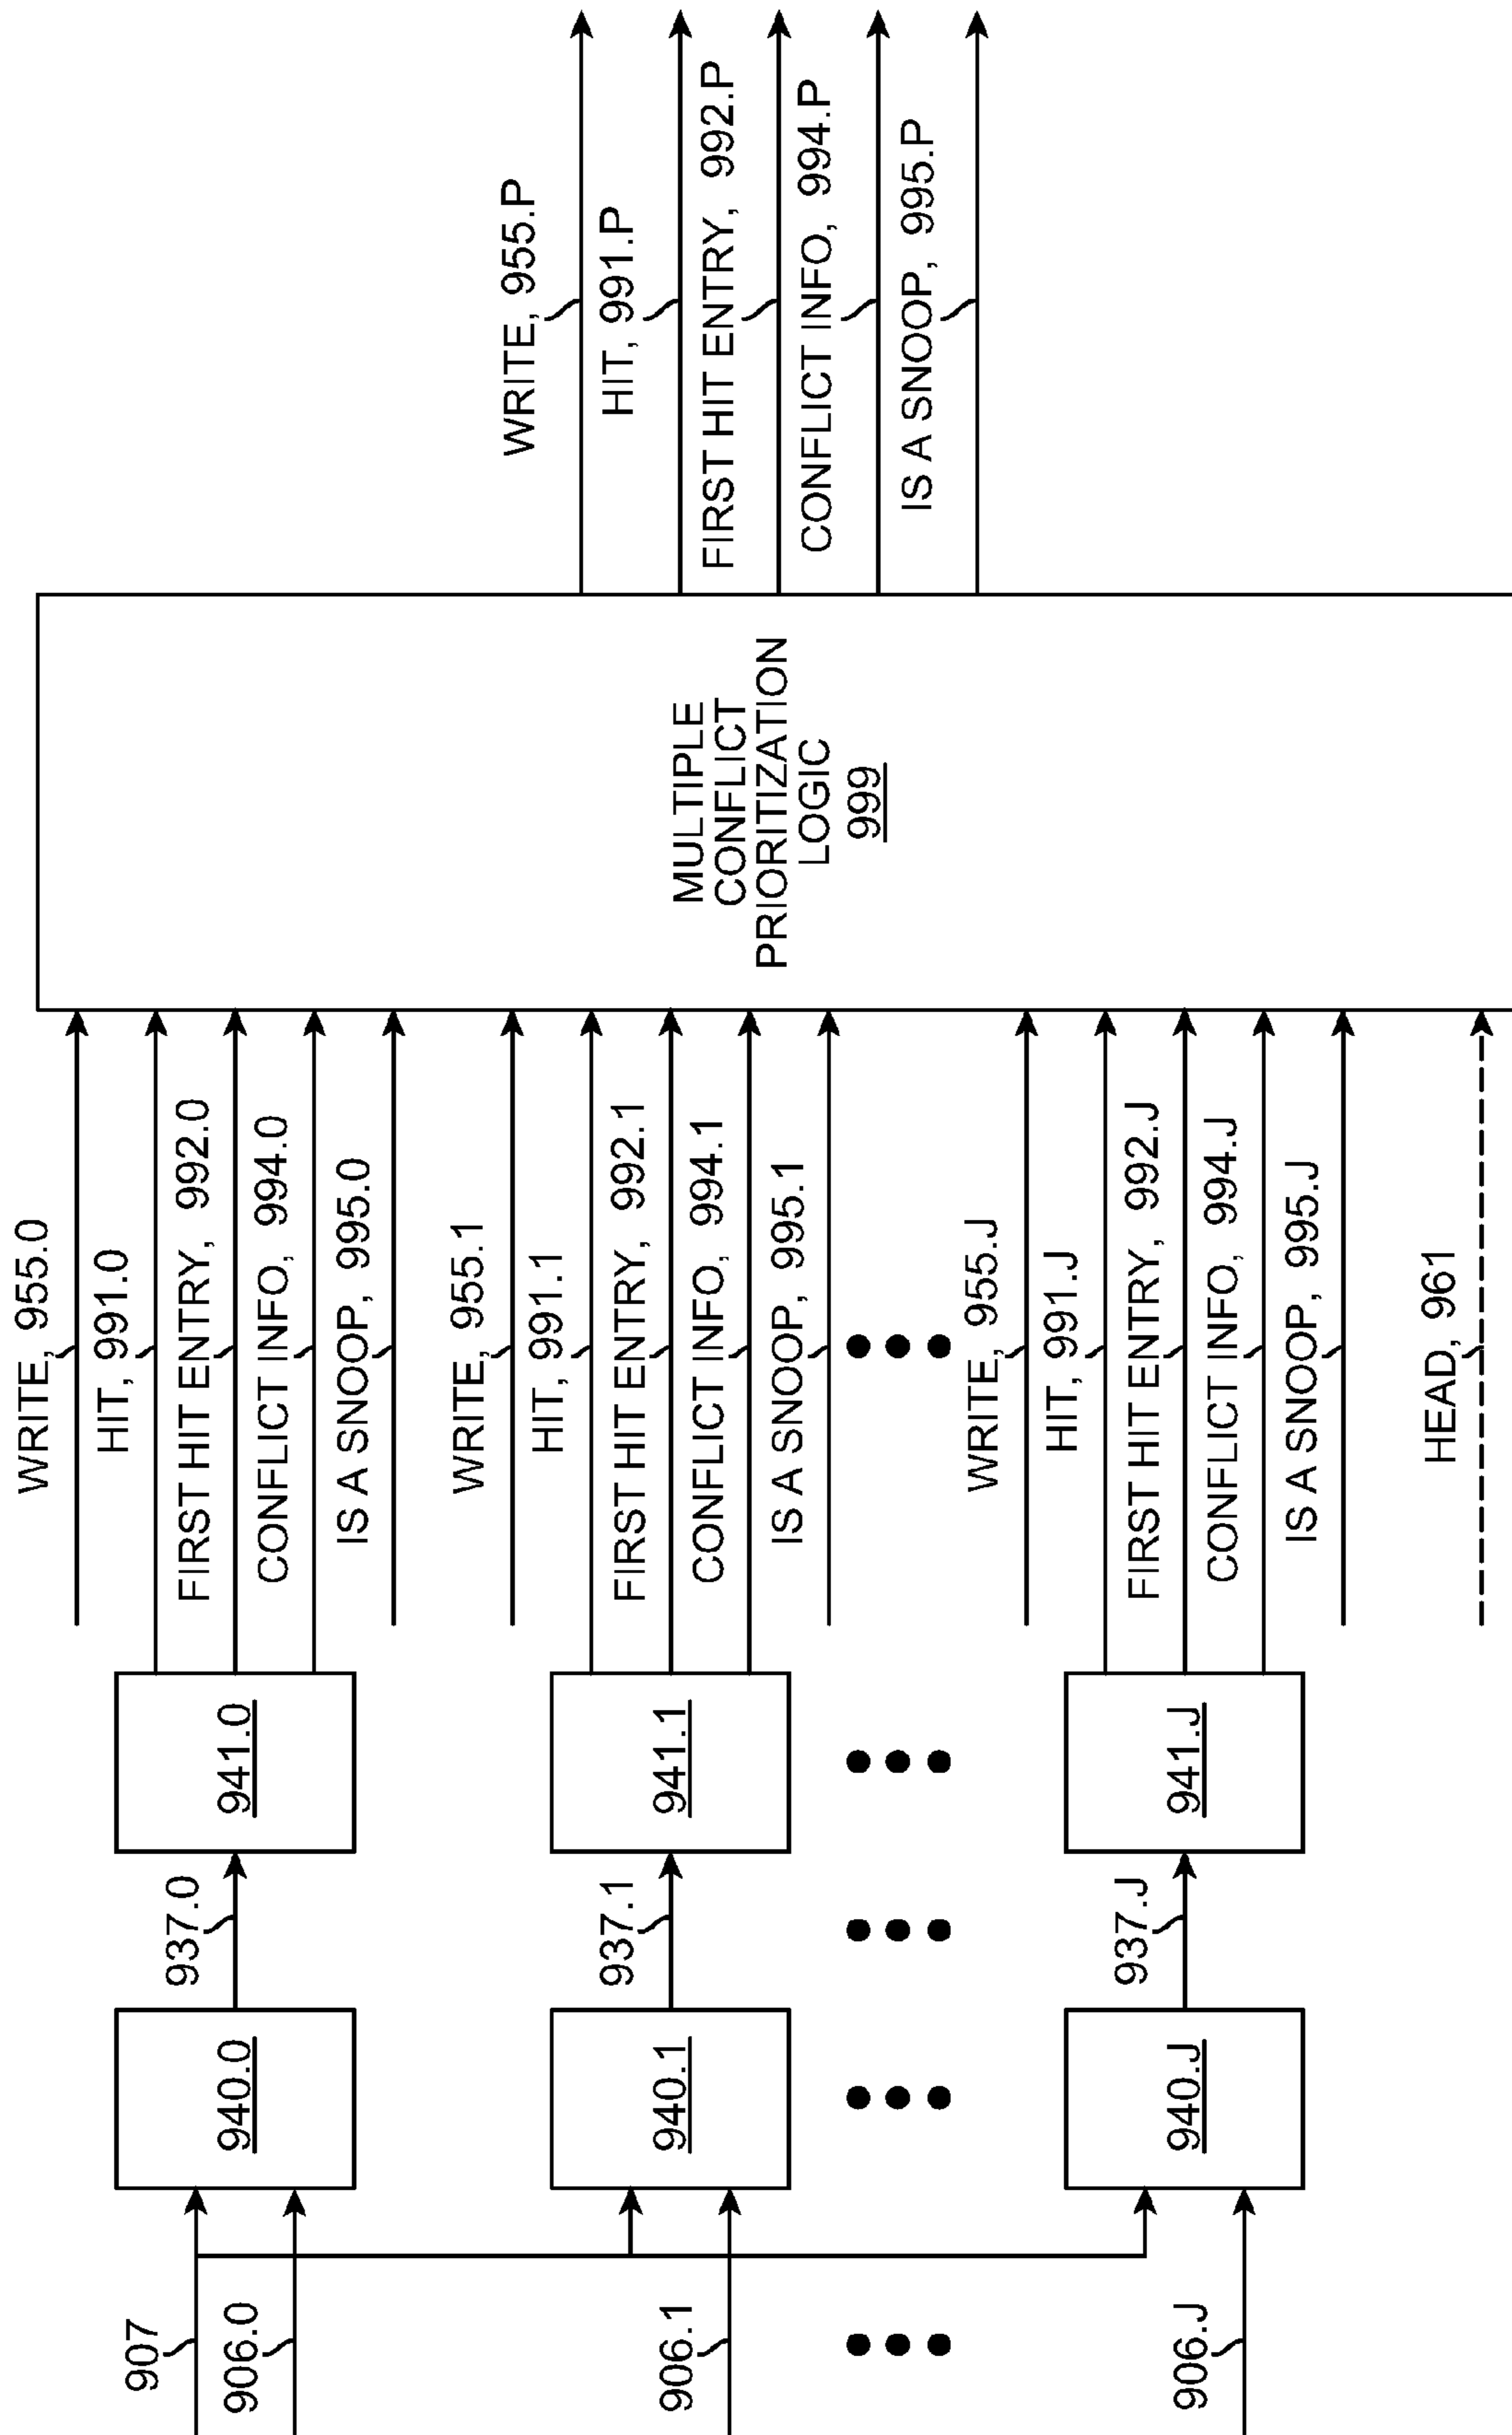 907
906.0
940.0
937.0
941.0
WRITE, 955.0
HIT, 991.0
FIRST HIT ENTRY, 992.0
CONFLICT INFO, 994.0
IS A SNOOP, 995.0
906.1
940.1
937.1
941.1
WRITE, 955.1
HIT, 991.1
FIRST HIT ENTRY, 992.1
CONFLICT INFO, 994.1
IS A SNOOP, 995.1
906.J
940.J
937.J
941.J
WRITE, 955.J
HIT, 991.J
FIRST HIT ENTRY, 992.J
CONFLICT INFO, 994.J
IS A SNOOP, 995.J
HEAD, 961
MULTIPLE
CONFLICT
PRIORITIZATION
LOGIC
999
WRITE, 955.P
HIT, 991.P
FIRST HIT ENTRY, 992.P
CONFLICT INFO, 994.P
IS A SNOOP, 995.P